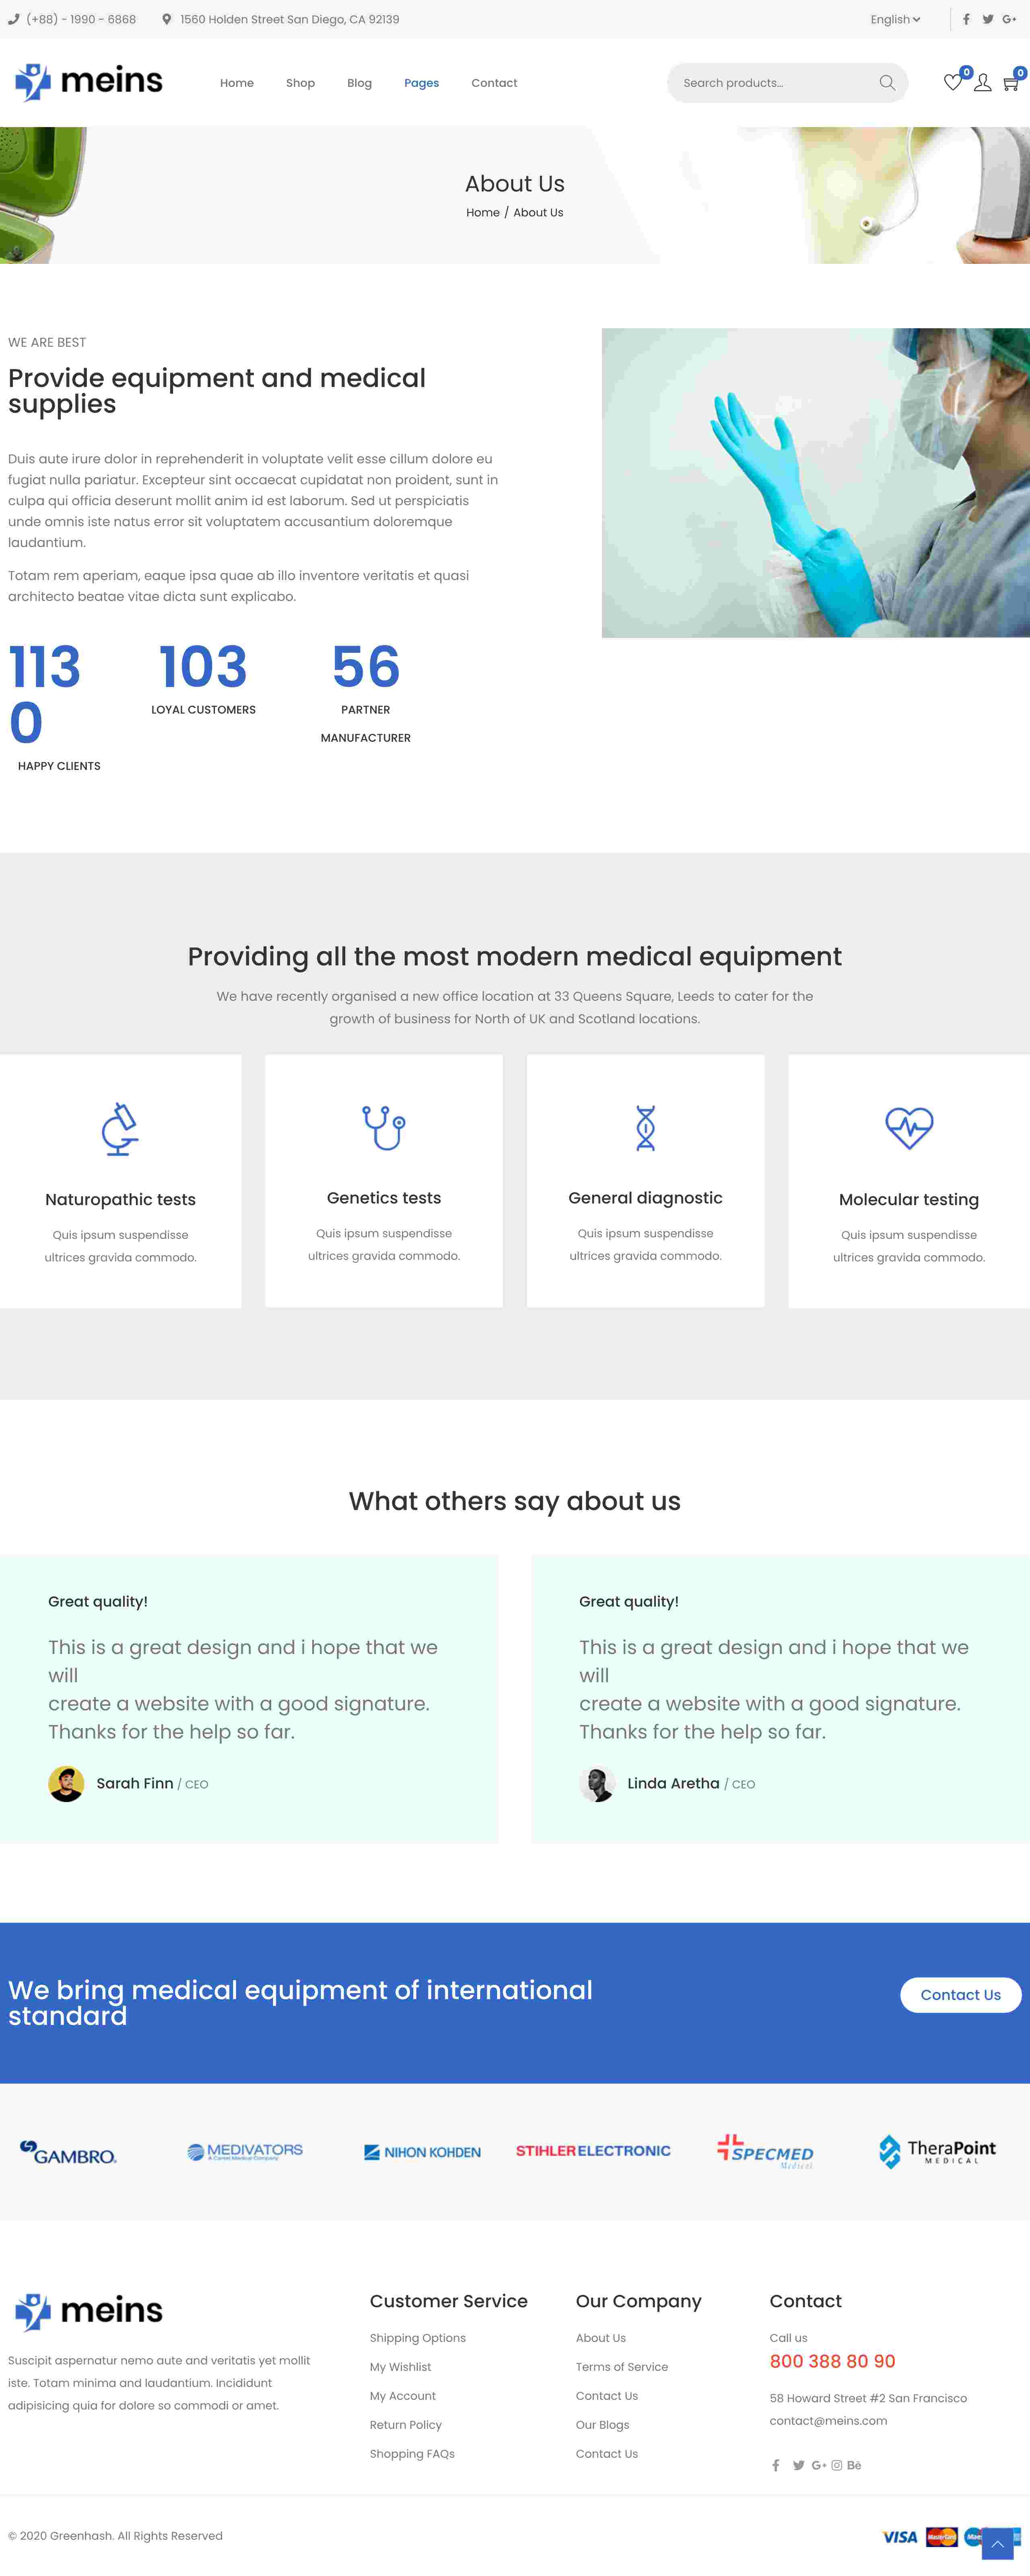 (+88) - 1990 - 6868
1560 Holden Street San Diego, CA 92139
English
meins
Home
Shop
Blog
Pages
Contact
Search products...
0
0
About Us
Home / About Us
WE ARE BEST
Provide equipment and medical
supplies
Duis aute irure dolor in reprehenderit in voluptate velit esse cillum dolore eu
fugiat nulla pariatur. Excepteur sint occaecat cupidatat non proident, sunt in
culpa qui officia deserunt mollit anim id est laborum. Sed ut perspiciatis
unde omnis iste natus error sit voluptatem accusantium doloremque
laudantium.
Totam rem aperiam, eaque ipsa quae ab illo inventore veritatis et quasi
architecto beatae vitae dicta sunt explicabo.
113
0
HAPPY CLIENTS
103
LOYAL CUSTOMERS
56
PARTNER
MANUFACTURER
Providing all the most modern medical equipment
We have recently organised a new office location at 33 Queens Square, Leeds to cater for the
growth of business for North of UK and Scotland locations.
Naturopathic tests
Quis ipsum suspendisse
ultrices gravida commodo.
Genetics tests
Quis ipsum suspendisse
ultrices gravida commodo.
General diagnostic
Quis ipsum suspendisse
ultrices gravida commodo.
Molecular testing
Quis ipsum suspendisse
ultrices gravida commodo.
What others say about us
Great quality!
This is a great design and i hope that we
will
create a website with a good signature.
Thanks for the help so far.
Sarah Finn / CEO
Great quality!
This is a great design and i hope that we
will
create a website with a good signature.
Thanks for the help so far.
Linda Aretha / CEO
We bring medical equipment of international
standard
Contact Us
GAMBRO
MEDIVATORS
A Cantel Medical Company
NIHON KOHDEN
STIHLER ELECTRONIC
SPECMED
TheraPoint
MEDICAL
meins
Suscipit aspernatur nemo aute and veritatis yet mollit
iste. Totam minima and laudantium. Incididunt
adipisicing quia for dolore so commodi or amet.
Customer Service
Shipping Options
My Wishlist
My Account
Return Policy
Shopping FAQs
Our Company
About Us
Terms of Service
Contact Us
Our Blogs
Contact Us
Contact
Call us
800 388 80 90
58 Howard Street #2 San Francisco
contact@meins.com
© 2020 Greenhash. All Rights Reserved
VISA
MasterCard